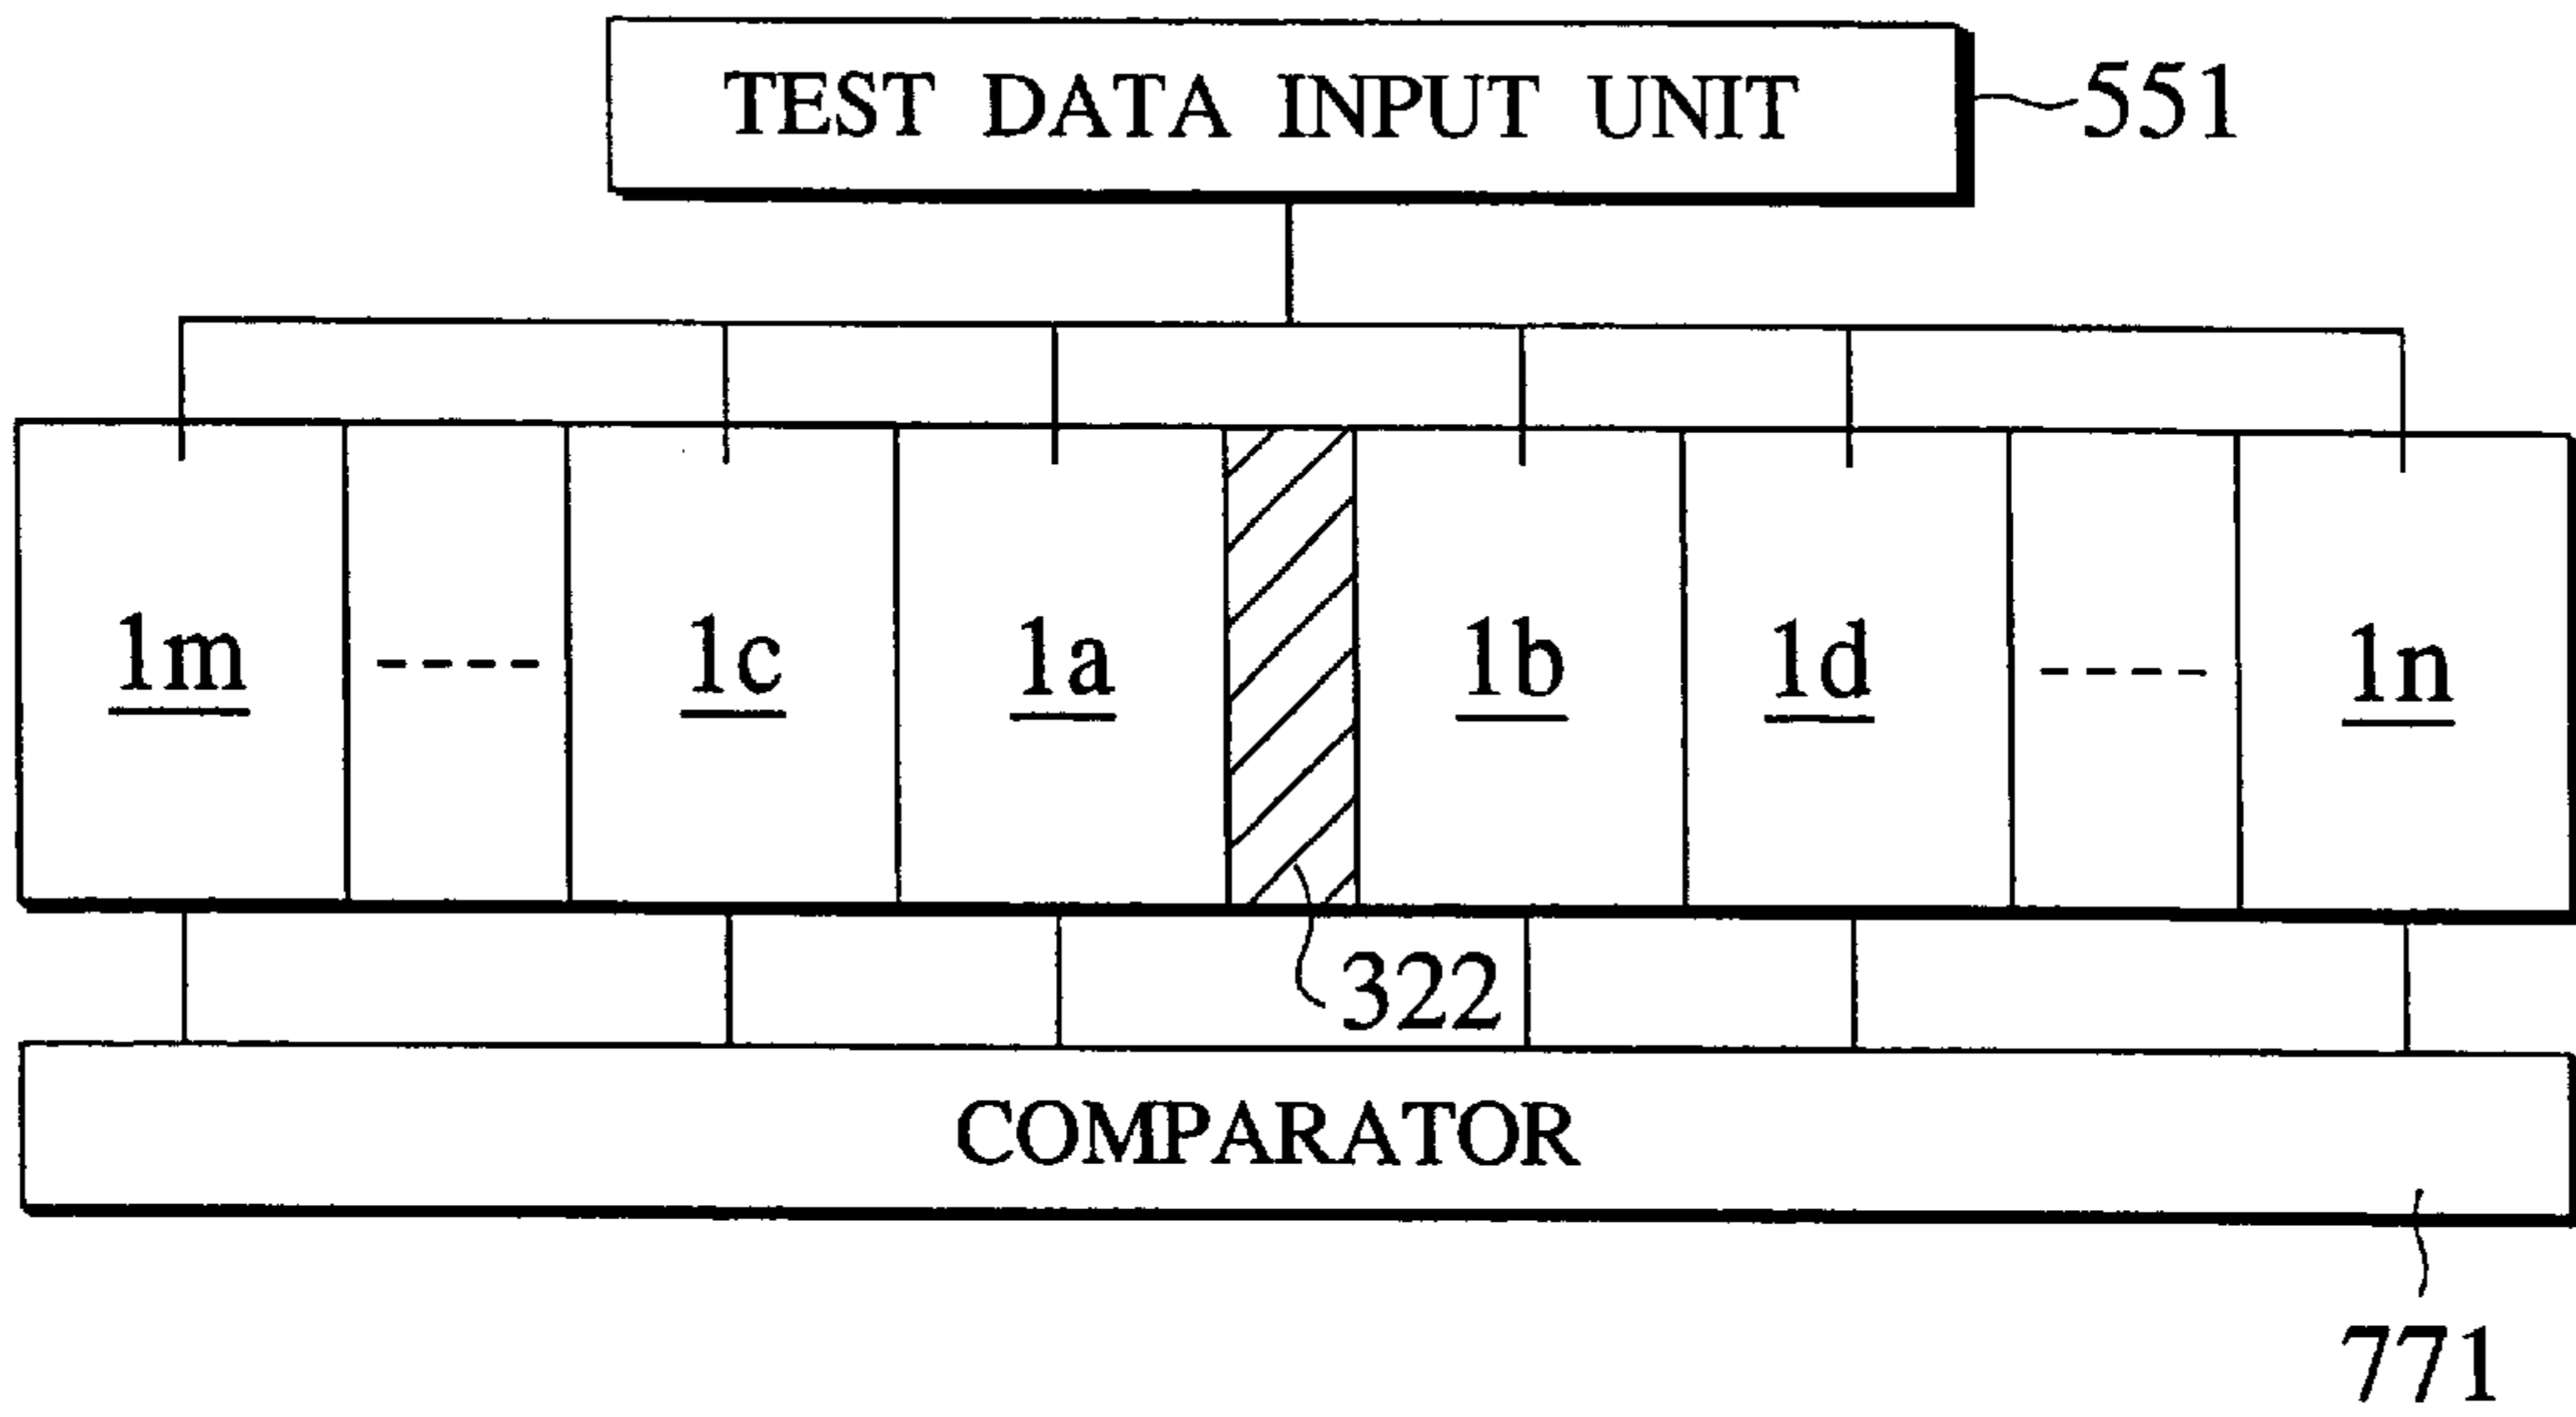 TEST DATA INPUT UNIT 551
1m ---- 1c 1a 1b 1d ---- 1n
322
COMPARATOR
771